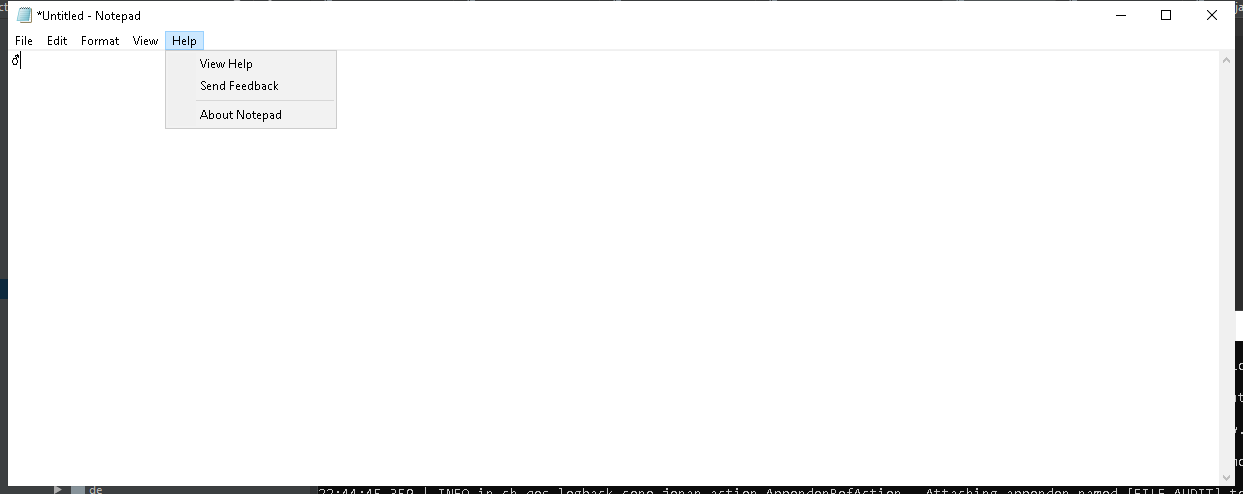 *Untitled - Notepad
File Edit Format View Help
♂
View Help
Send Feedback
About Notepad
de
22:44:45,359 | INFO in ch.qos.logback.core.joran.action.AppenderRefAction - Attaching appender named [FILE_AUDIT] t